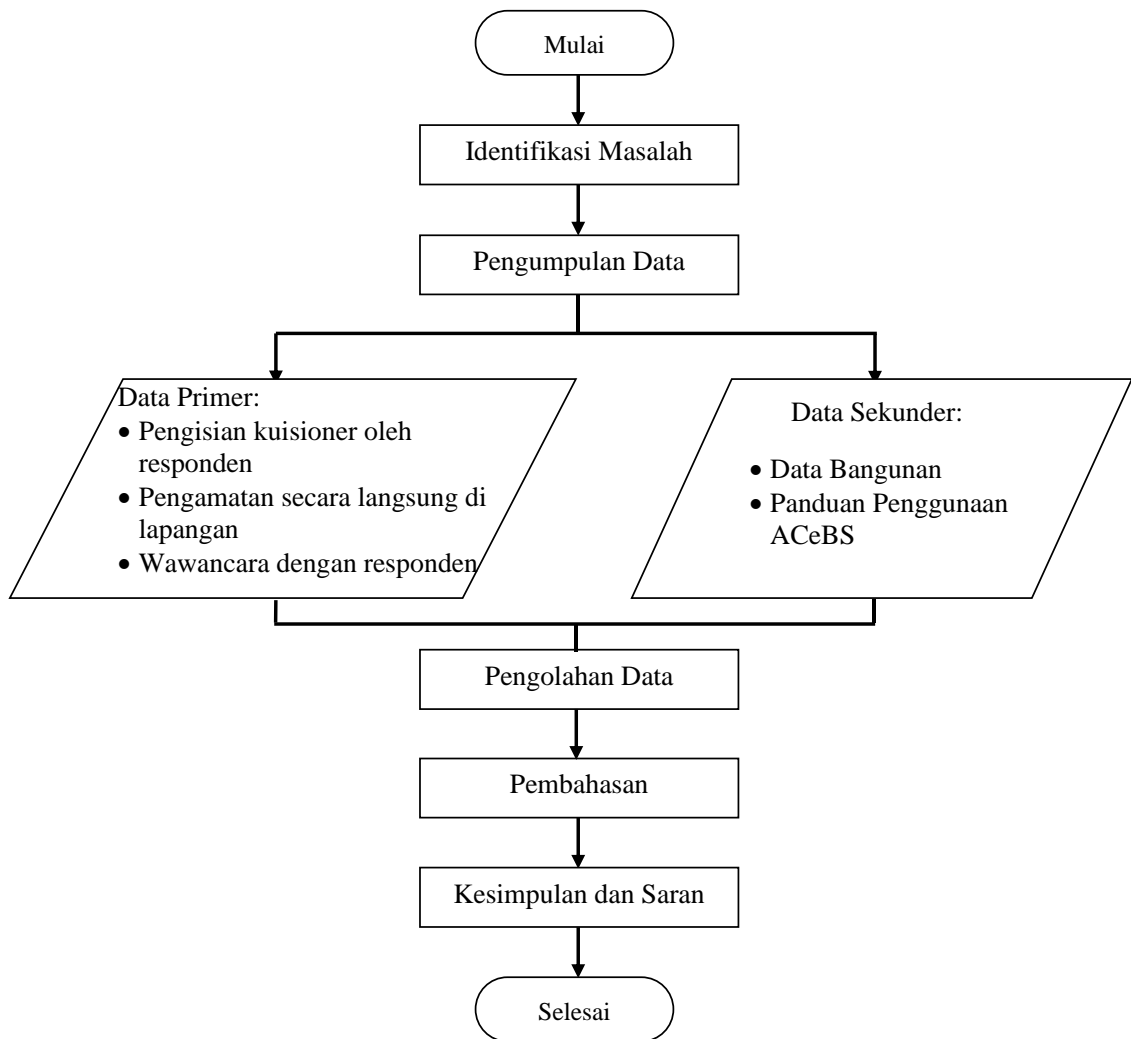 Mulai
Identifikasi Masalah
Pengumpulan Data
Data Primer:
• Pengisian kuisioner oleh
responden
• Pengamatan secara langsung di
lapangan
• Wawancara dengan responden
Data Sekunder:
• Data Bangunan
• Panduan Penggunaan
ACeBS
Pengolahan Data
Pembahasan
Kesimpulan dan Saran
Selesai